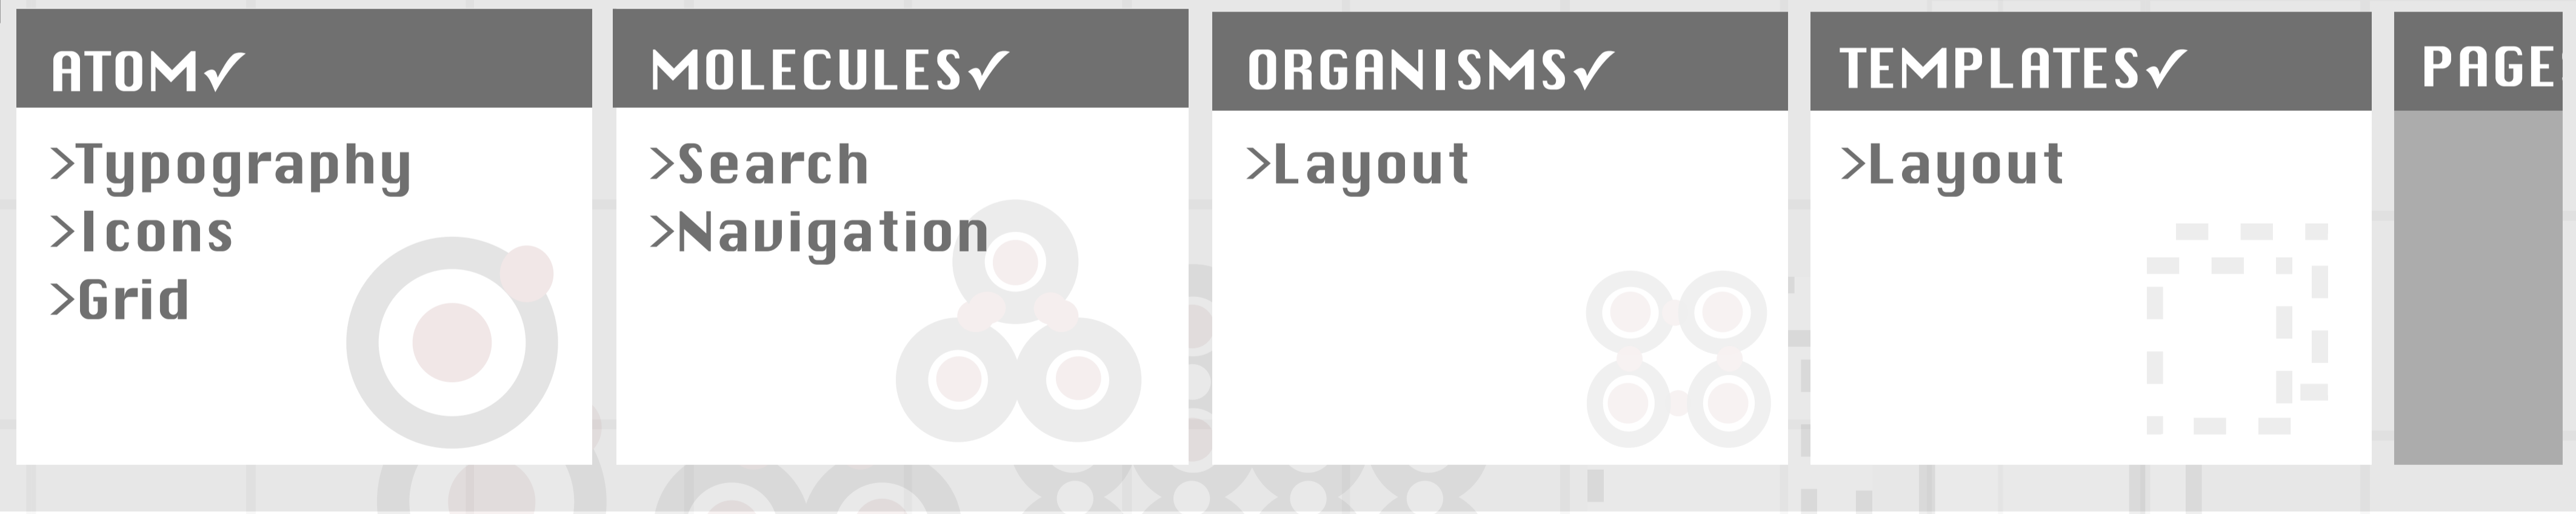 ATOM✓
>Typography
>Icons
>Grid
MOLECULES✓
>Search
>Navigation
ORGANISMS✓
>Layout
TEMPLATES✓
>Layout
PAGE